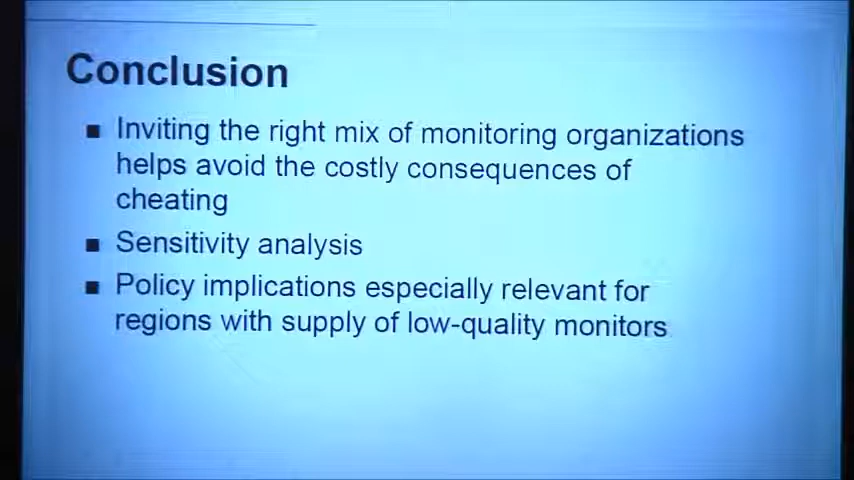 Conclusion
■ Inviting the right mix of monitoring organizations
helps avoid the costly consequences of
cheating
■ Sensitivity analysis
■ Policy implications especially relevant for
regions with supply of low-quality monitors